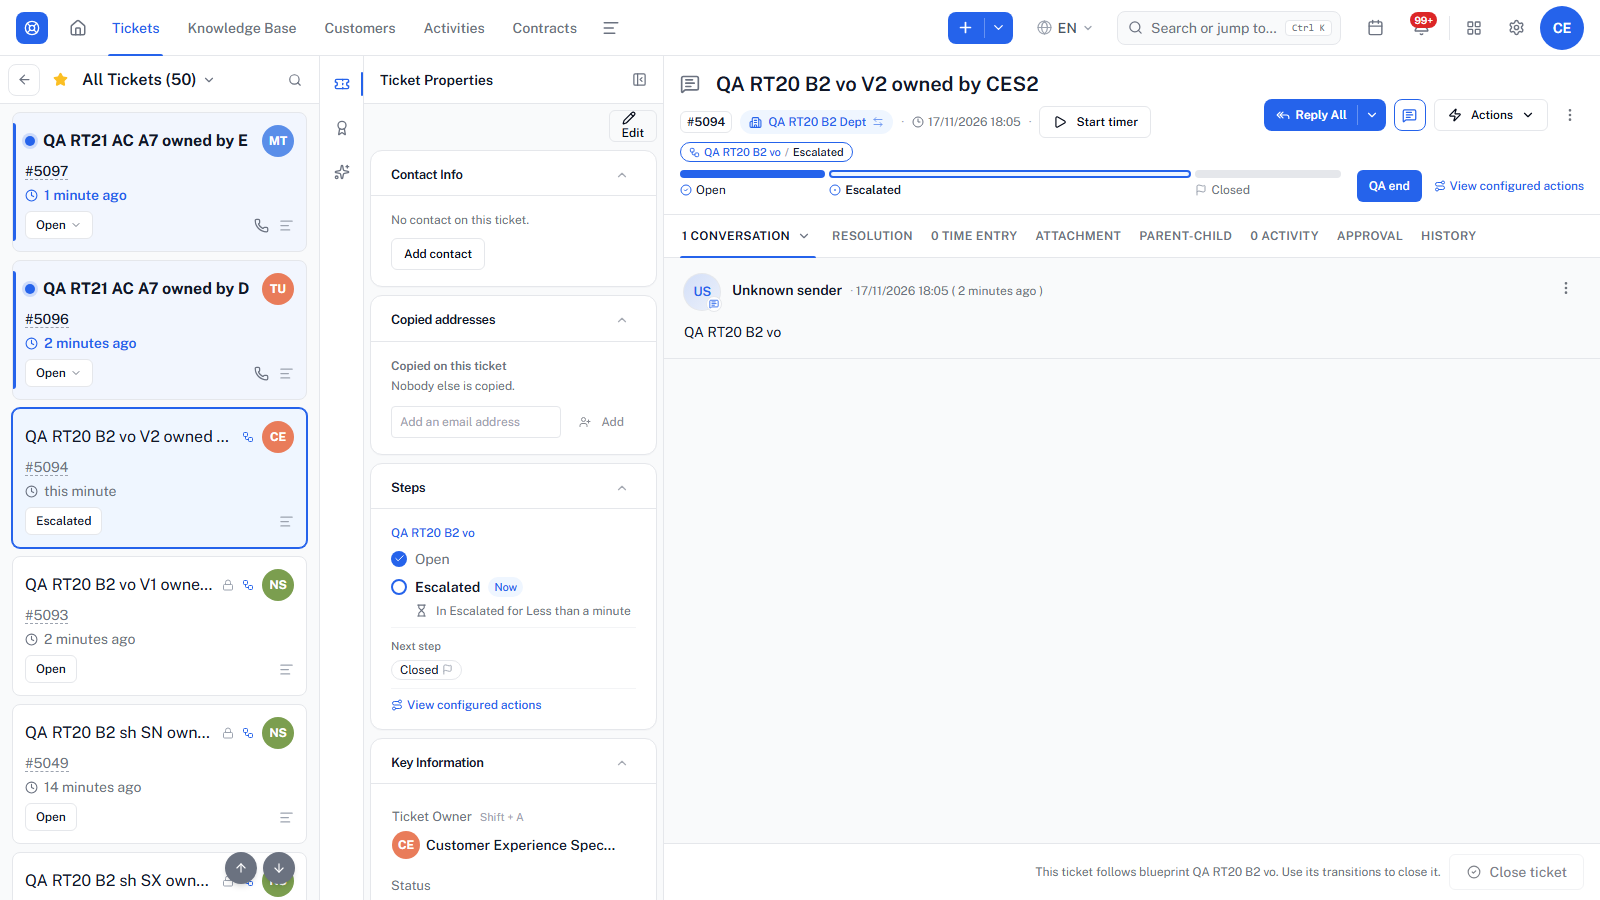 Tickets
Knowledge Base
Customers
Activities
Contracts
EN
Search or jump to...
Ctrl K
99+
CE
All Tickets (50)
QA RT21 AC A7 owned by E
MT
#5097
1 minute ago
Open
QA RT21 AC A7 owned by D
TU
#5096
2 minutes ago
Open
QA RT20 B2 vo V2 owned ...
CE
#5094
this minute
Escalated
QA RT20 B2 vo V1 owne...
NS
#5093
2 minutes ago
Open
QA RT20 B2 sh SN own...
NS
#5049
14 minutes ago
Open
QA RT20 B2 sh SX own...
Ticket Properties
Edit
Contact Info
No contact on this ticket.
Add contact
Copied addresses
Copied on this ticket
Nobody else is copied.
Add an email address
Add
Steps
QA RT20 B2 vo
Open
Escalated
Now
In Escalated for Less than a minute
Next step
Closed
View configured actions
Key Information
Ticket Owner
Shift + A
CE
Customer Experience Spec...
Status
QA RT20 B2 vo V2 owned by CES2
#5094
QA RT20 B2 Dept
· 17/11/2026 18:05 ·
Start timer
Reply All
Actions
QA RT20 B2 vo / Escalated
Open
Escalated
Closed
QA end
View configured actions
1 CONVERSATION
RESOLUTION
0 TIME ENTRY
ATTACHMENT
PARENT-CHILD
0 ACTIVITY
APPROVAL
HISTORY
US
Unknown sender
· 17/11/2026 18:05 ( 2 minutes ago )
QA RT20 B2 vo
This ticket follows blueprint QA RT20 B2 vo. Use its transitions to close it.
Close ticket